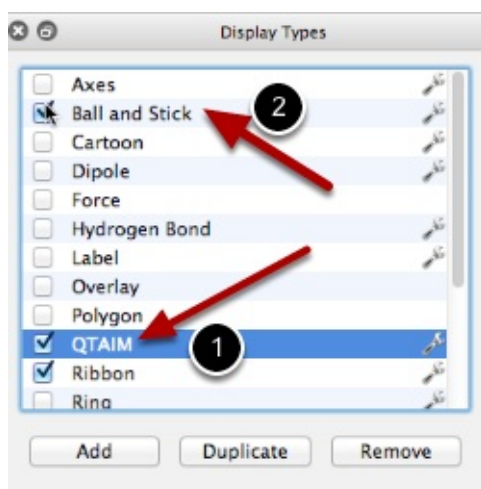 Display Types
Axes
Ball and Stick
2
Cartoon
Dipole
Force
Hydrogen Bond
Label
Overlay
Polygon
QTAIM
1
Ribbon
Ring
Add
Duplicate
Remove